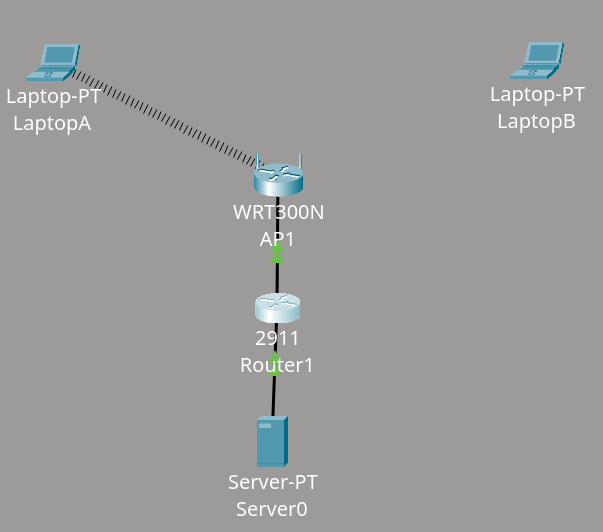 Laptop-PT
LaptopA
Laptop-PT
LaptopB
WRT300N
AP1
2911
Router1
Server-PT
Server0